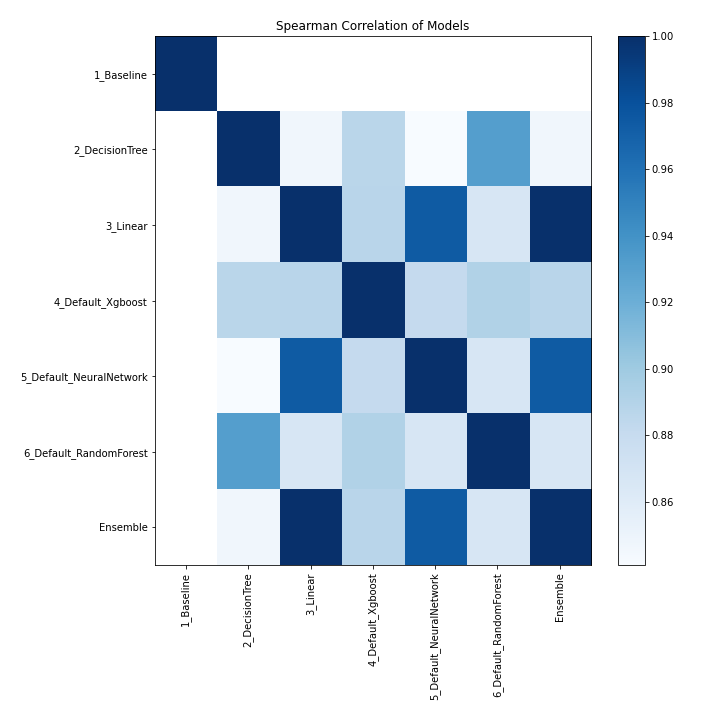 Spearman Correlation of Models
1_Baseline
2_DecisionTree
3_Linear
4_Default_Xgboost
5_Default_NeuralNetwork
6_Default_RandomForest
Ensemble
1_Baseline
2_DecisionTree
3_Linear
4_Default_Xgboost
5_Default_NeuralNetwork
6_Default_RandomForest
Ensemble
1.00
0.98
0.96
0.94
0.92
0.90
0.88
0.86